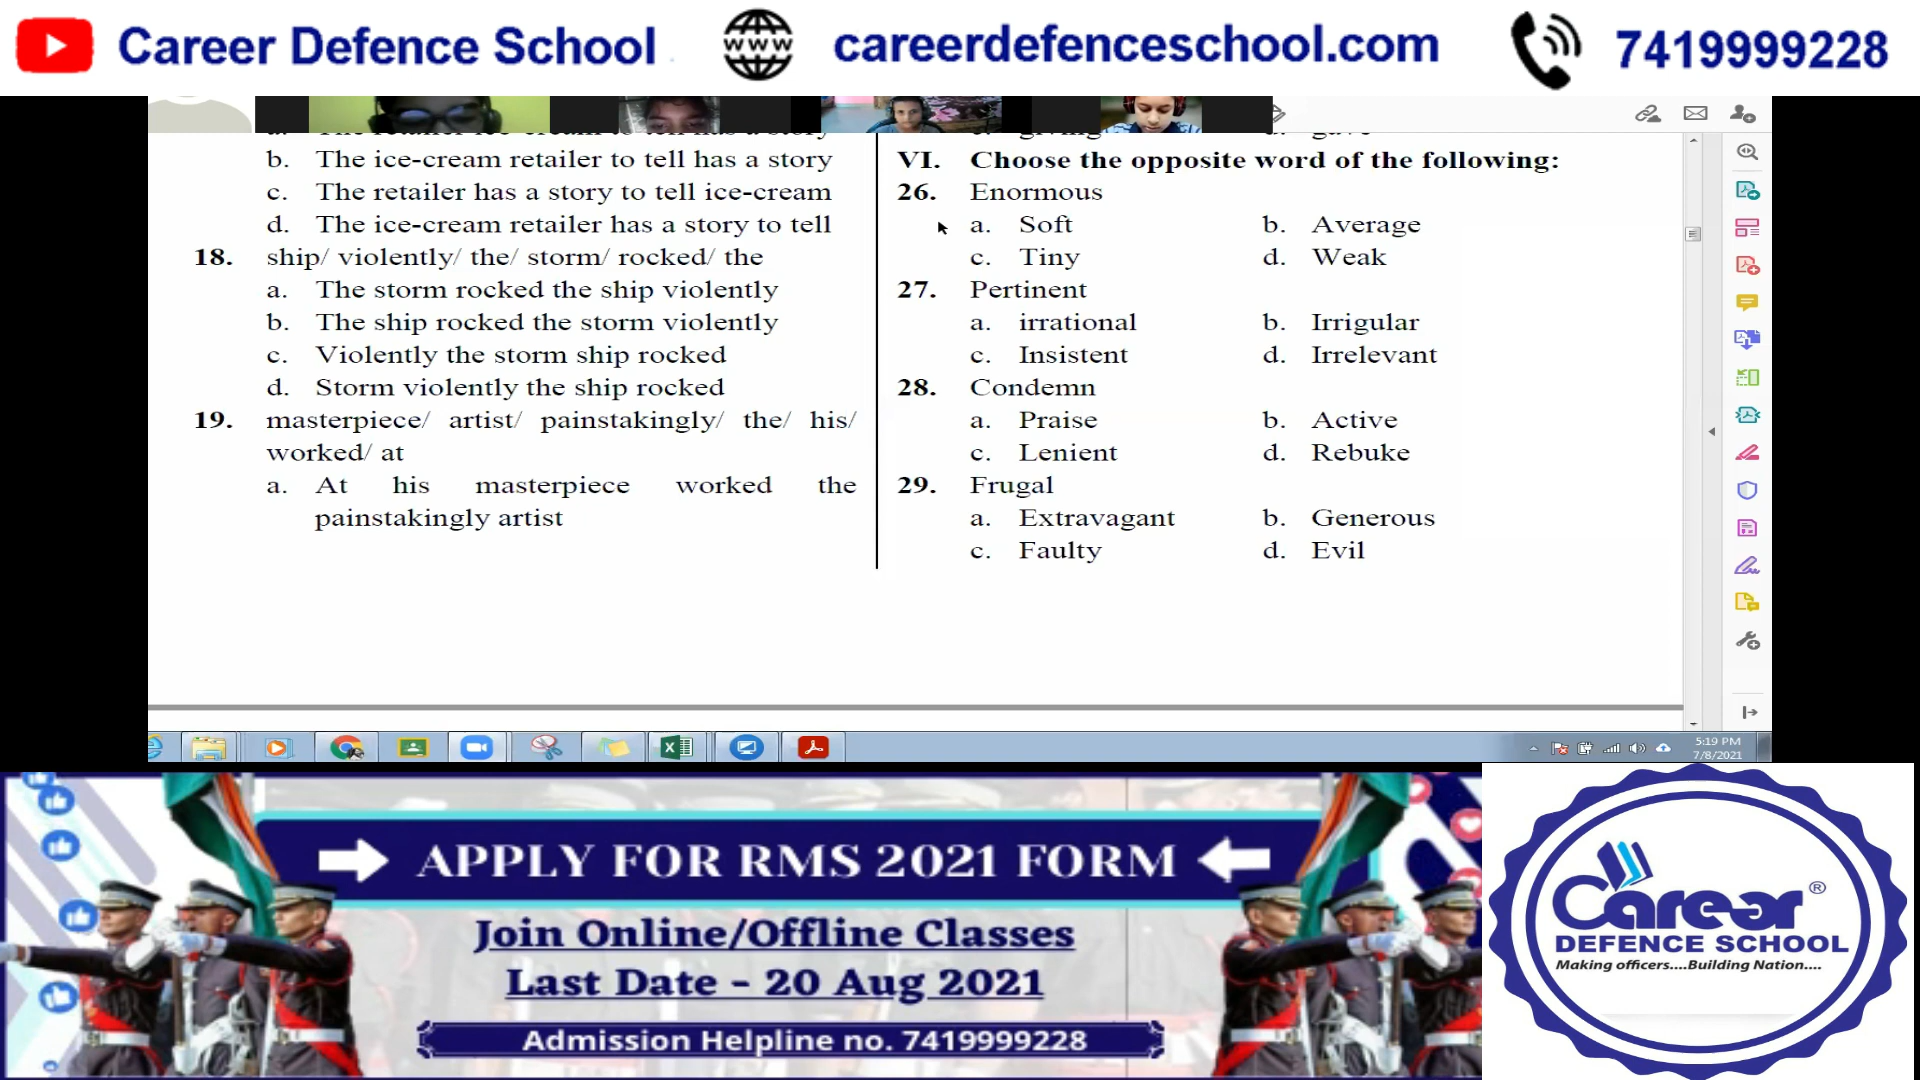 Career Defence School
www
careerdefenceschool.com
7419999228
b. The ice-cream retailer to tell has a story
c. The retailer has a story to tell ice-cream
d. The ice-cream retailer has a story to tell
18. ship/ violently/ the/ storm/ rocked/ the
a. The storm rocked the ship violently
b. The ship rocked the storm violently
c. Violently the storm ship rocked
d. Storm violently the ship rocked
19. masterpiece/ artist/ painstakingly/ the/ his/
worked/ at
a. At his masterpiece worked the
painstakingly artist
VI. Choose the opposite word of the following:
26. Enormous
a. Soft b. Average
c. Tiny d. Weak
27. Pertinent
a. irrational b. Irrigular
c. Insistent d. Irrelevant
28. Condemn
a. Praise b. Active
c. Lenient d. Rebuke
29. Frugal
a. Extravagant b. Generous
c. Faulty d. Evil
5:19 PM
7/8/2021
APPLY FOR RMS 2021 FORM
Join Online/Offline Classes
Last Date - 20 Aug 2021
Admission Helpline no. 7419999228
Career ®
DEFENCE SCHOOL
Making officers....Building Nation....